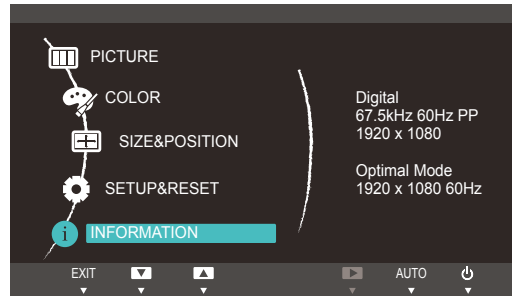 PICTURE
COLOR
SIZE&POSITION
SETUP&RESET
i INFORMATION
Digital
67.5kHz 60Hz PP
1920 x 1080
Optimal Mode
1920 x 1080 60Hz
EXIT
AUTO